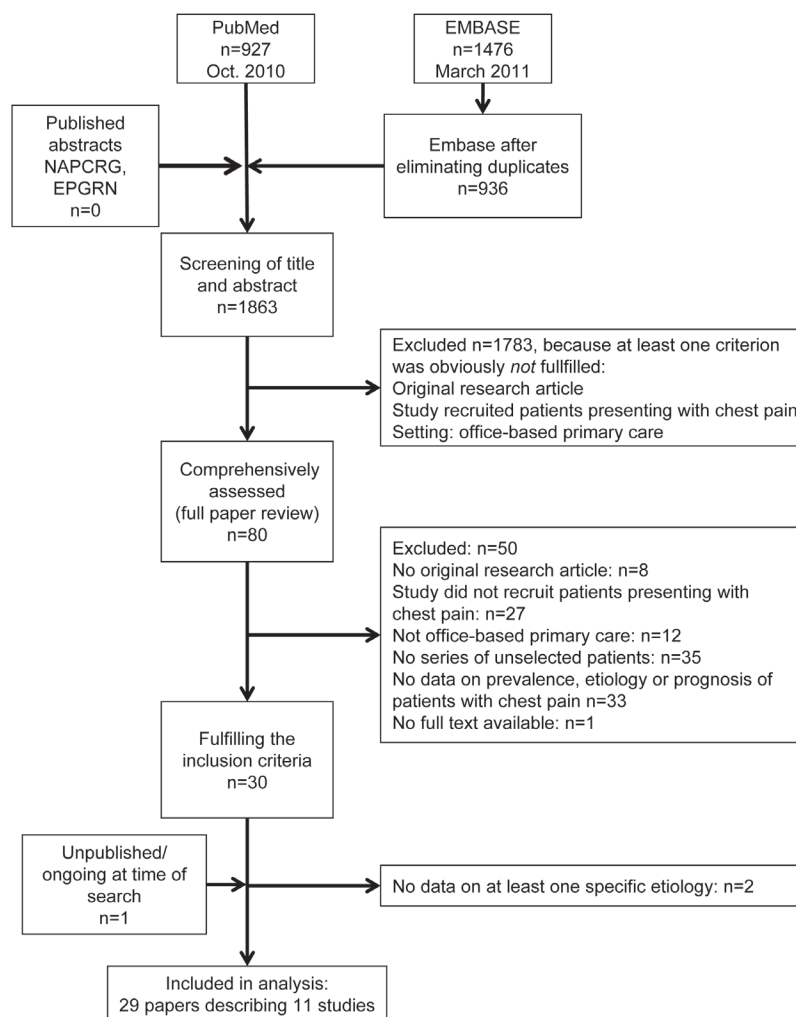 PubMed
n=927
Oct. 2010
EMBASE
n=1476
March 2011
Published
abstracts
NAPCRG,
EPGRN
n=0
Embase after
eliminating duplicates
n=936
Screening of title
and abstract
n=1863
Excluded n=1783, because at least one criterion
was obviously not fullfilled:
Original research article
Study recruited patients presenting with chest pain
Setting: office-based primary care
Comprehensively
assessed
(full paper review)
n=80
Excluded: n=50
No original research article: n=8
Study did not recruit patients presenting with
chest pain: n=27
Not office-based primary care: n=12
No series of unselected patients: n=35
No data on prevalence, etiology or prognosis of
patients with chest pain n=33
No full text available: n=1
Fulfilling the
inclusion criteria
n=30
Unpublished/
ongoing at time of
search
n=1
No data on at least one specific etiology: n=2
Included in analysis:
29 papers describing 11 studies